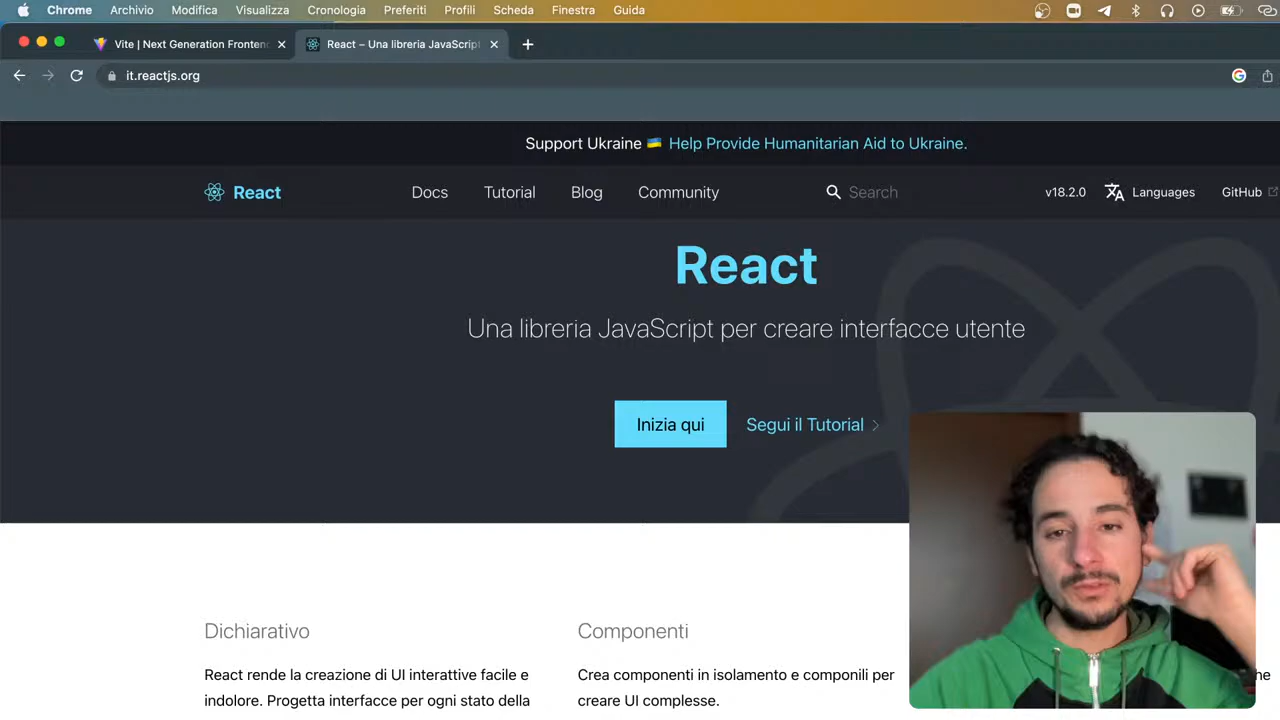 Chrome Archivio Modifica Visualizza Cronologia Preferiti Profili Scheda Finestra Guida
Vite | Next Generation Fronten React – Una libreria JavaScrip
it.reactjs.org
Support Ukraine 🇺🇦 Help Provide Humanitarian Aid to Ukraine.
React Docs Tutorial Blog Community Search v18.2.0 Languages GitHub
React
Una libreria JavaScript per creare interfacce utente
Inizia qui Segui il Tutorial
Dichiarativo Componenti
React rende la creazione di UI interattive facile e Crea componenti in isolamento e componili per he
indolore. Progetta interfacce per ogni stato della creare UI complesse.